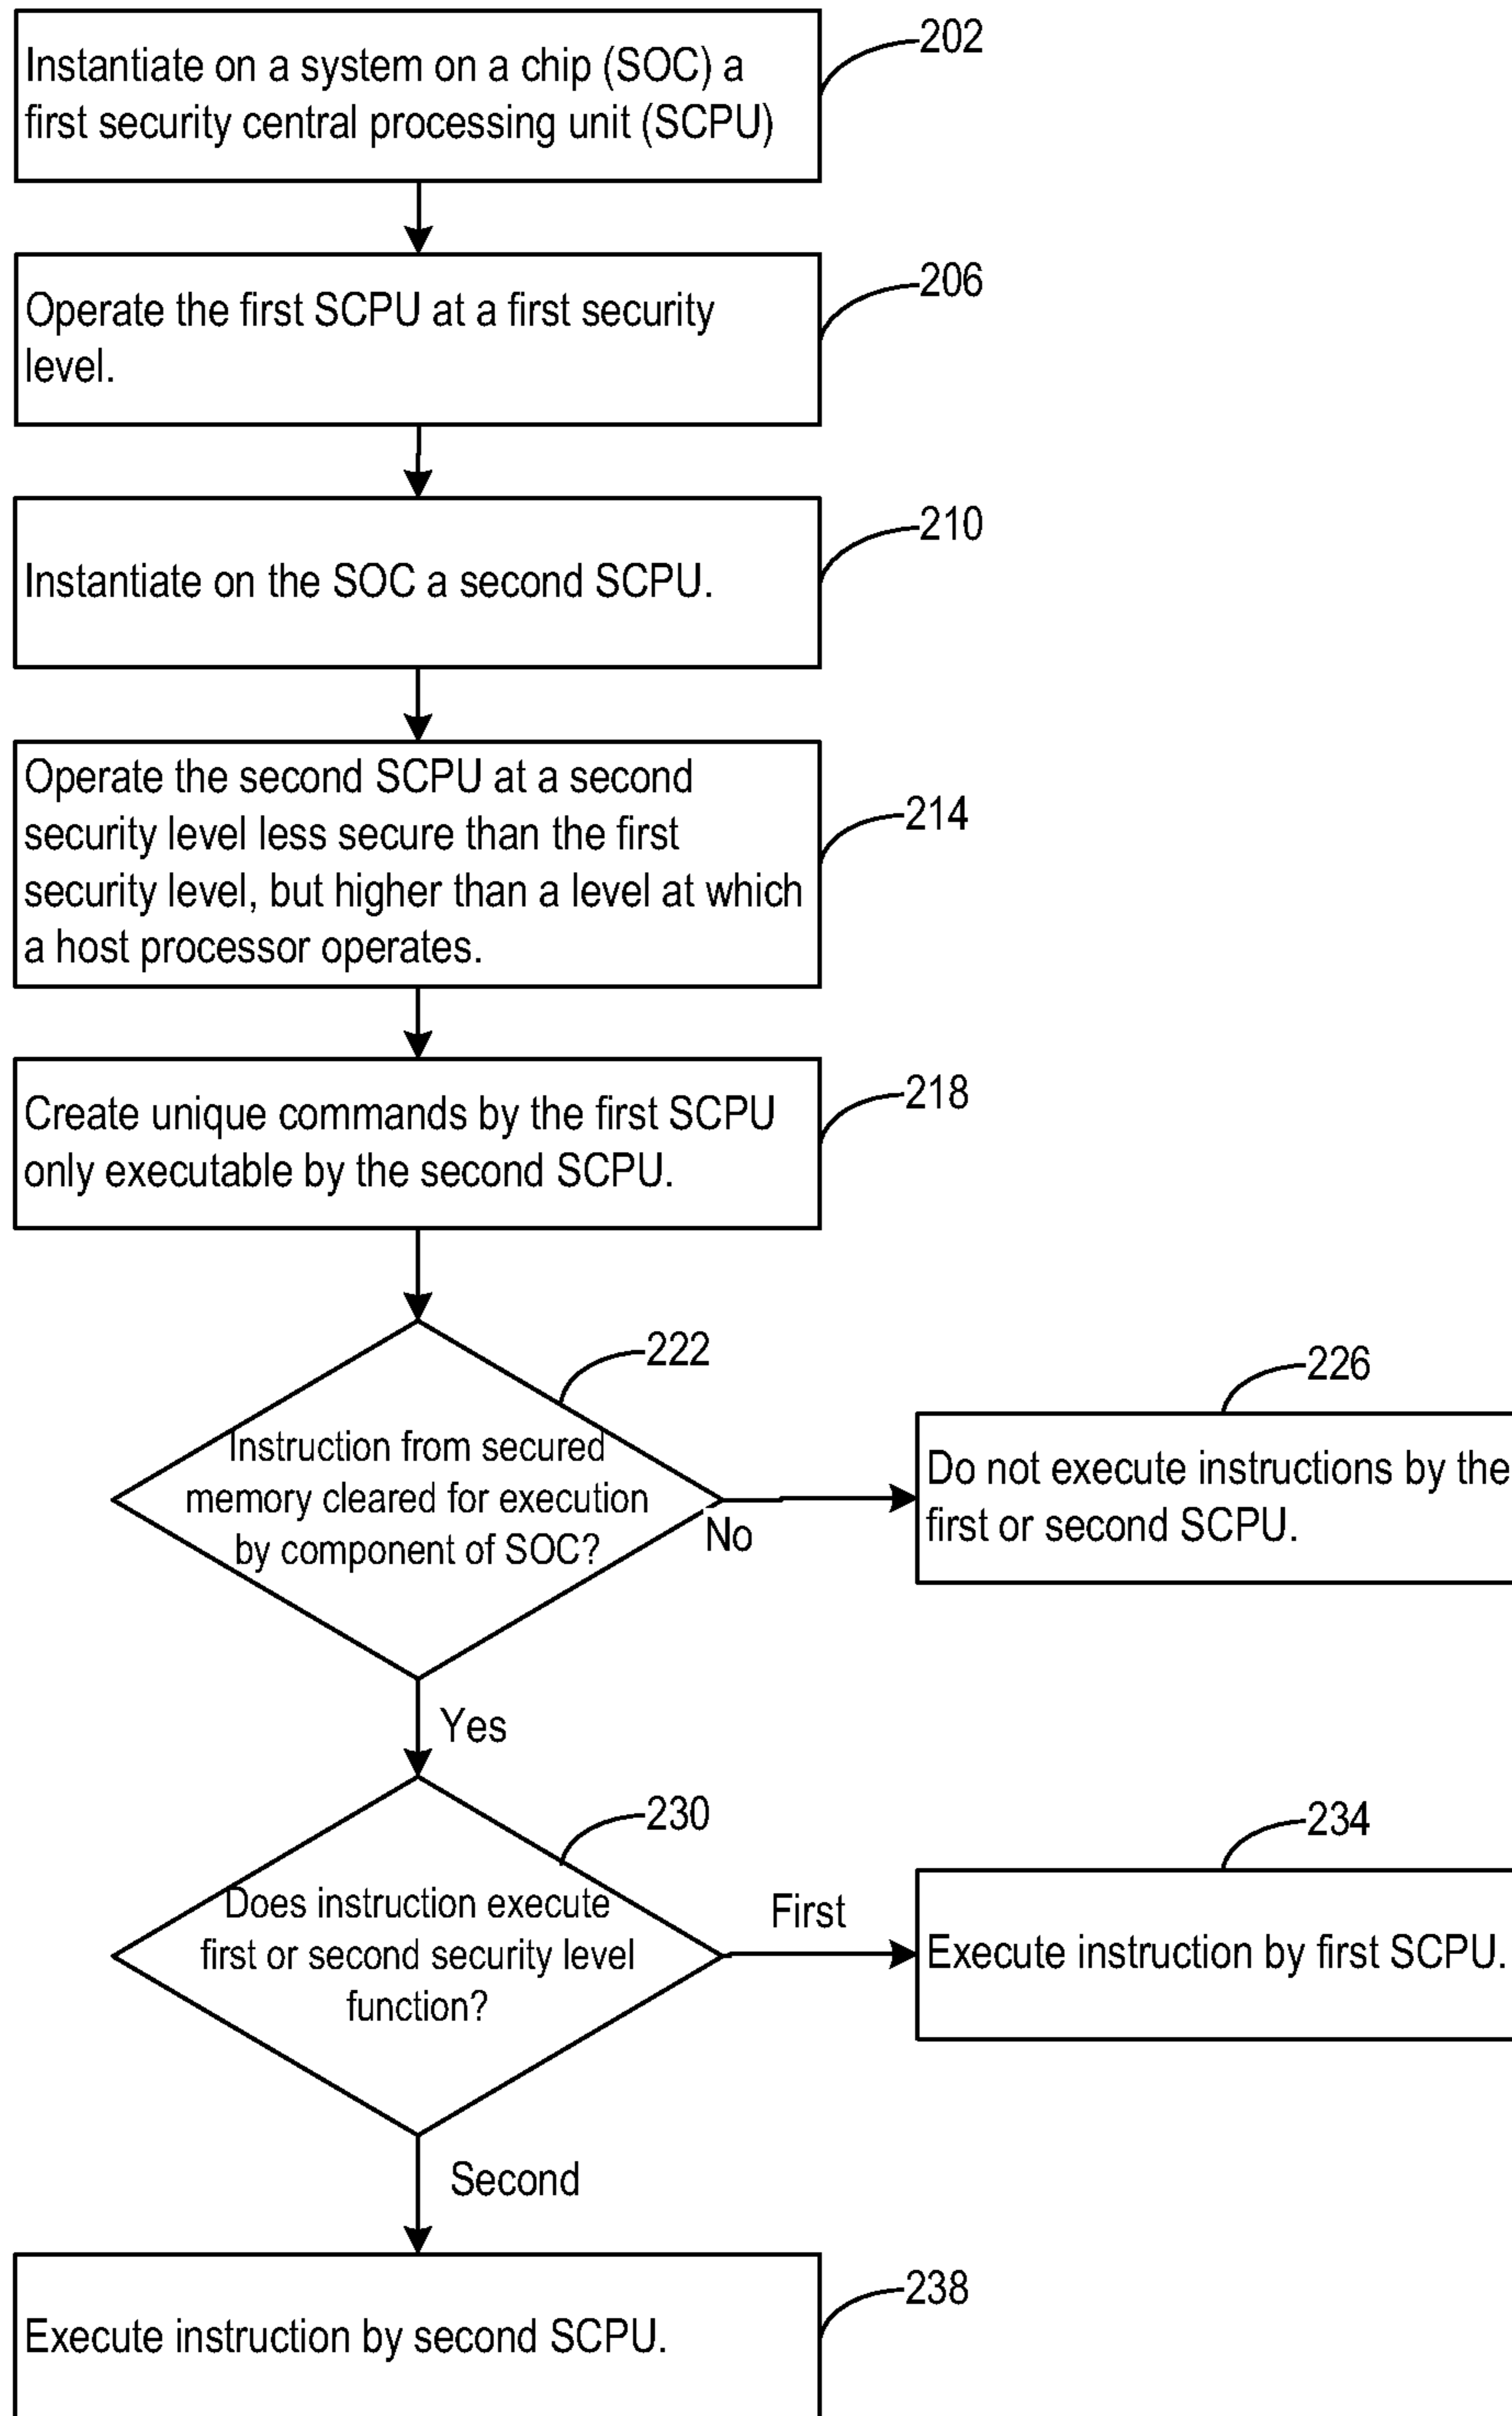 Instantiate on a system on a chip (SOC) a
first security central processing unit (SCPU)
202
Operate the first SCPU at a first security
level.
206
Instantiate on the SOC a second SCPU.
210
Operate the second SCPU at a second
security level less secure than the first
security level, but higher than a level at which
a host processor operates.
214
Create unique commands by the first SCPU
only executable by the second SCPU.
218
222
Instruction from secured
memory cleared for execution
by component of SOC?
No
226
Do not execute instructions by the
first or second SCPU.
Yes
230
Does instruction execute
first or second security level
function?
First
234
Execute instruction by first SCPU.
Second
Execute instruction by second SCPU.
238